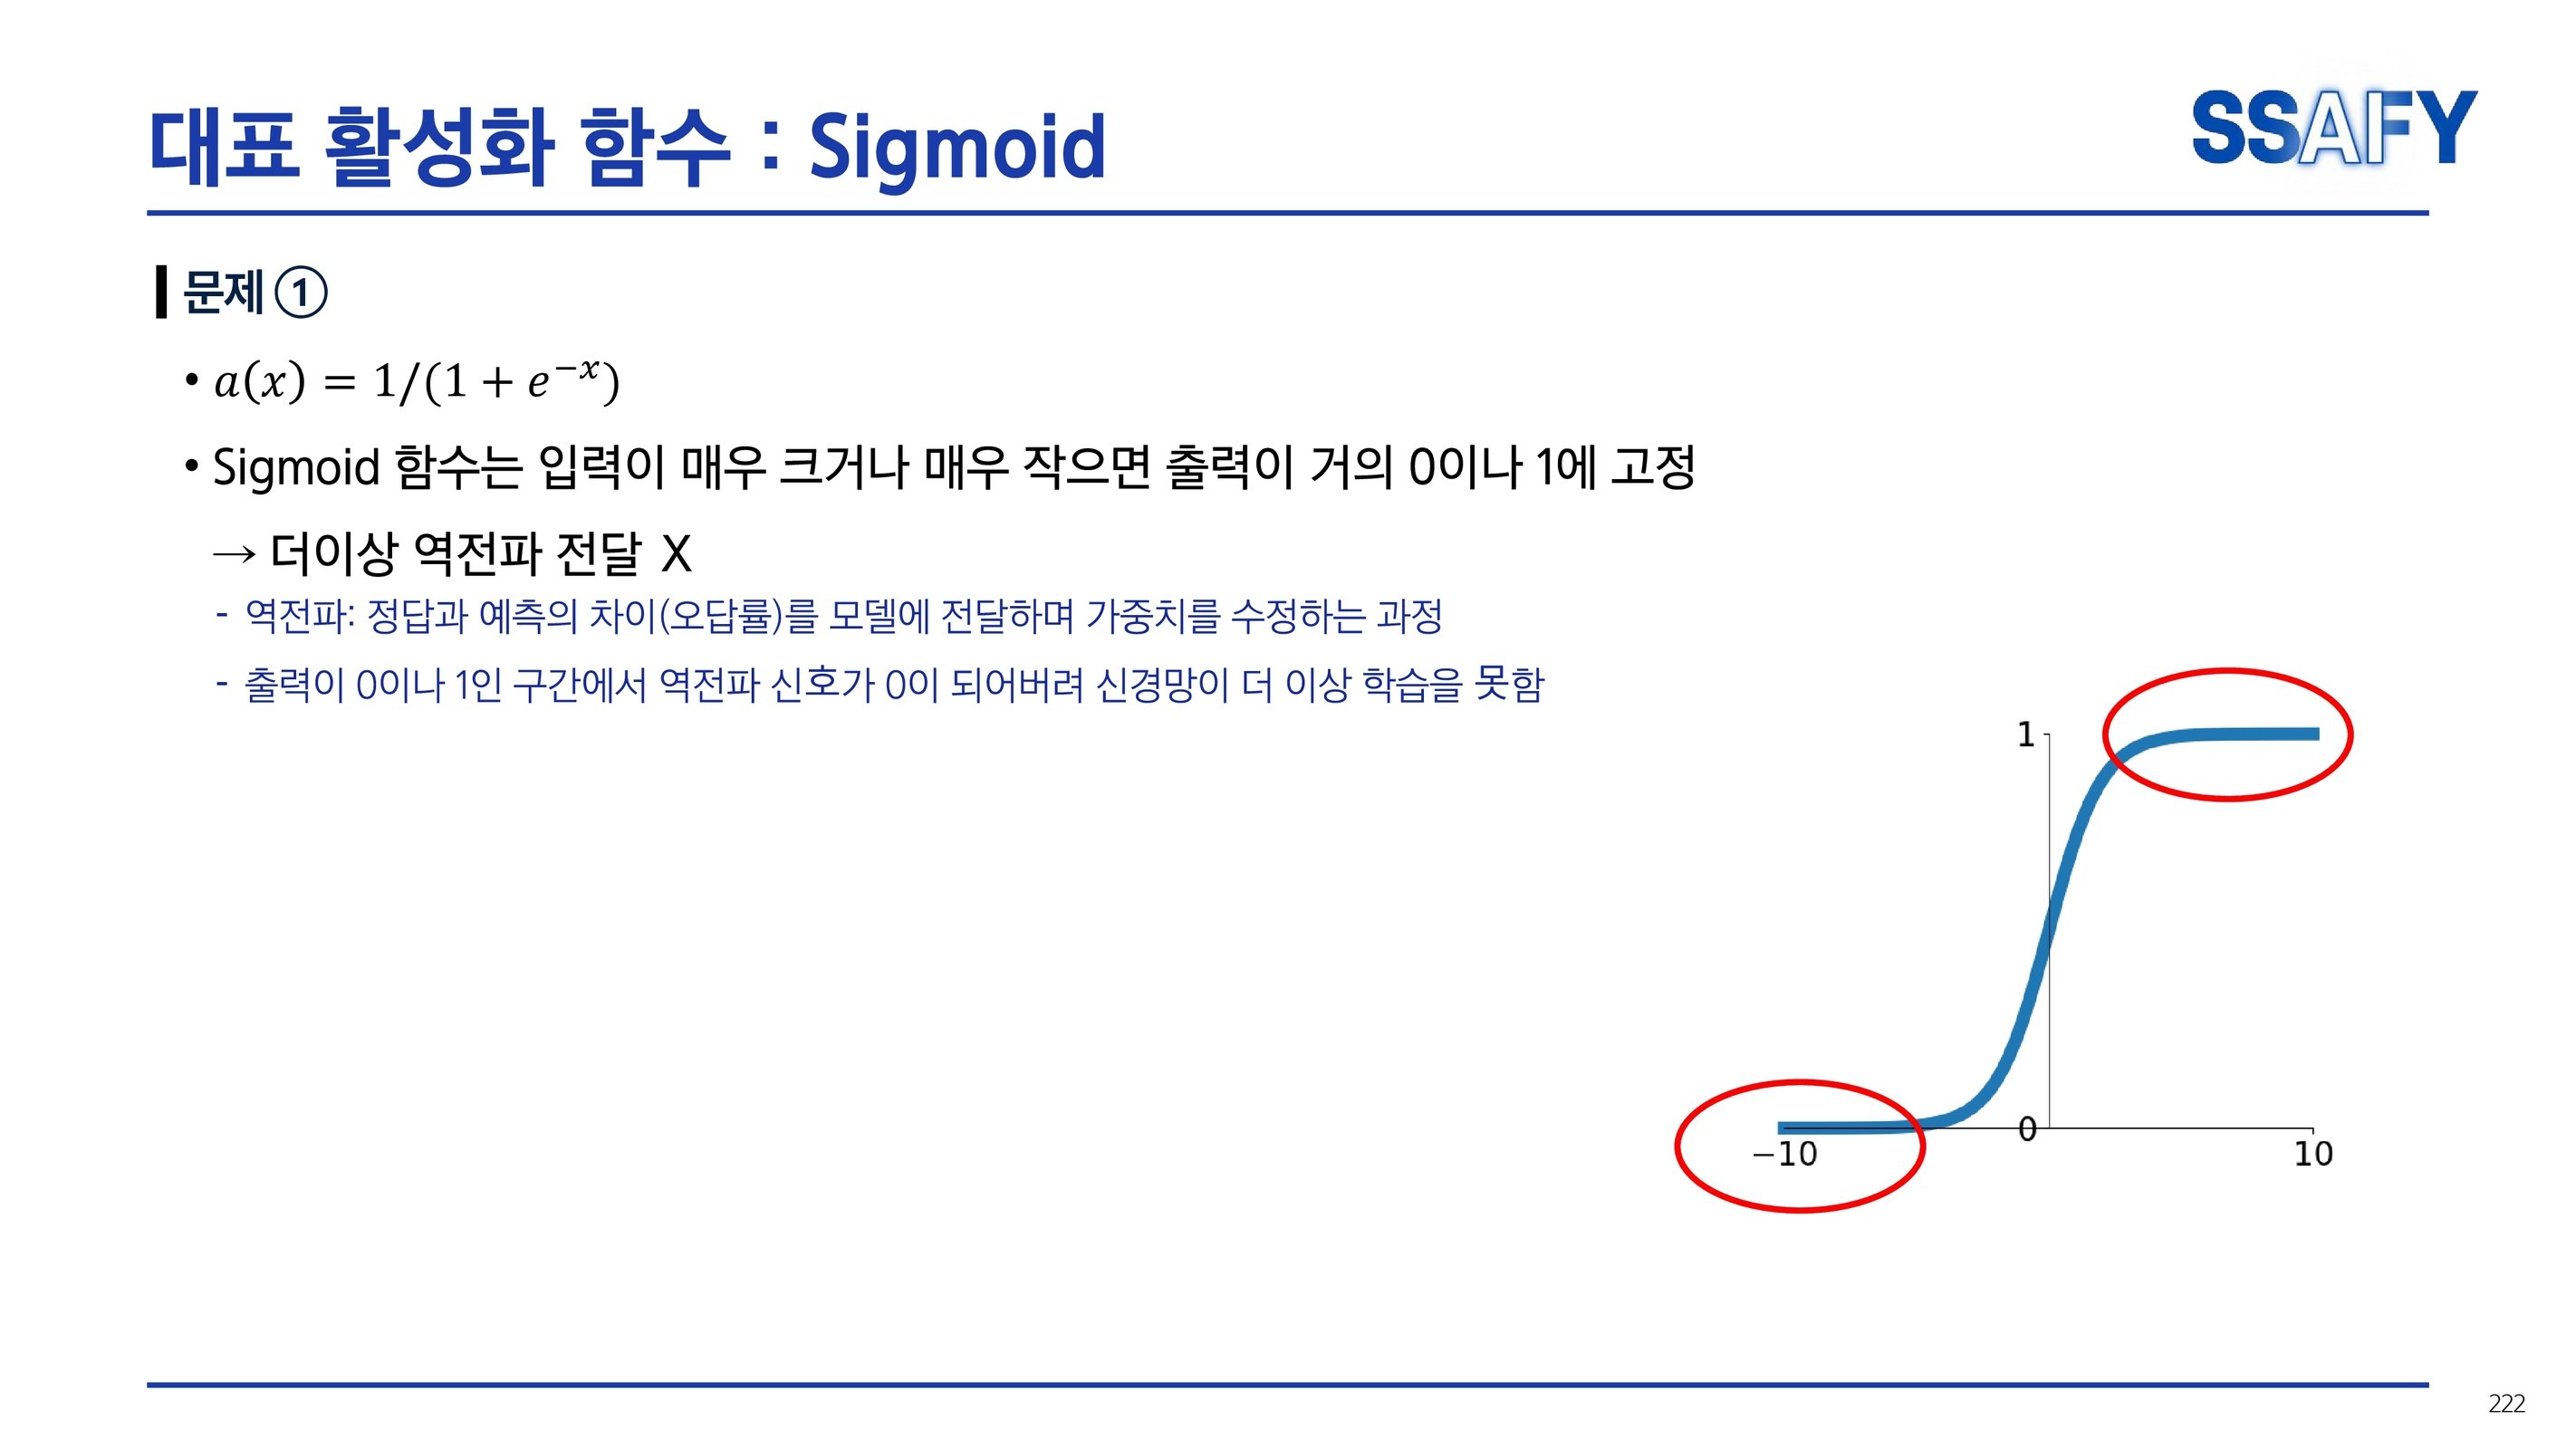 대표 활성화 함수 : Sigmoid
SSAFY
문제 ①
• a(x) = 1/(1 + e⁻ˣ)
• Sigmoid 함수는 입력이 매우 크거나 매우 작으면 출력이 거의 0이나 1에 고정
→ 더이상 역전파 전달 X
- 역전파: 정답과 예측의 차이(오답률)를 모델에 전달하며 가중치를 수정하는 과정
- 출력이 0이나 1인 구간에서 역전파 신호가 0이 되어버려 신경망이 더 이상 학습을 못함
1
0
−10
10
222